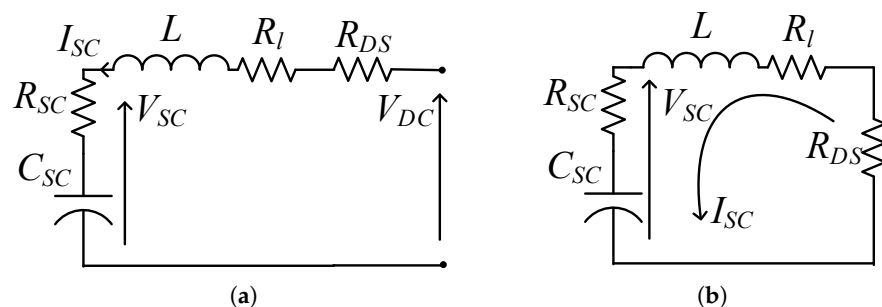 I_SC L R_l R_DS
R_SC V_SC V_DC
C_SC
(a)
L R_l
R_SC V_SC R_DS
C_SC I_SC
(b)